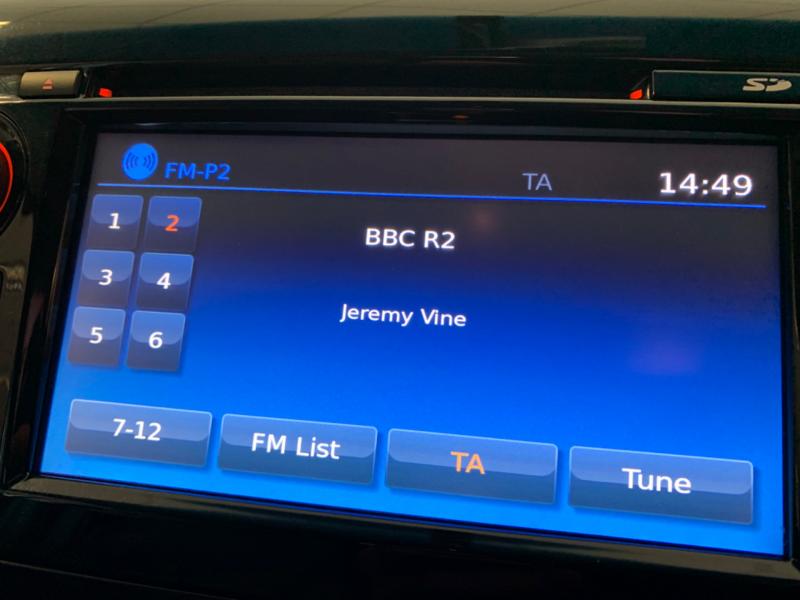 SD
FM-P2
TA
14:49
1
2
BBC R2
3
4
Jeremy Vine
5
6
7-12
FM List
TA
Tune